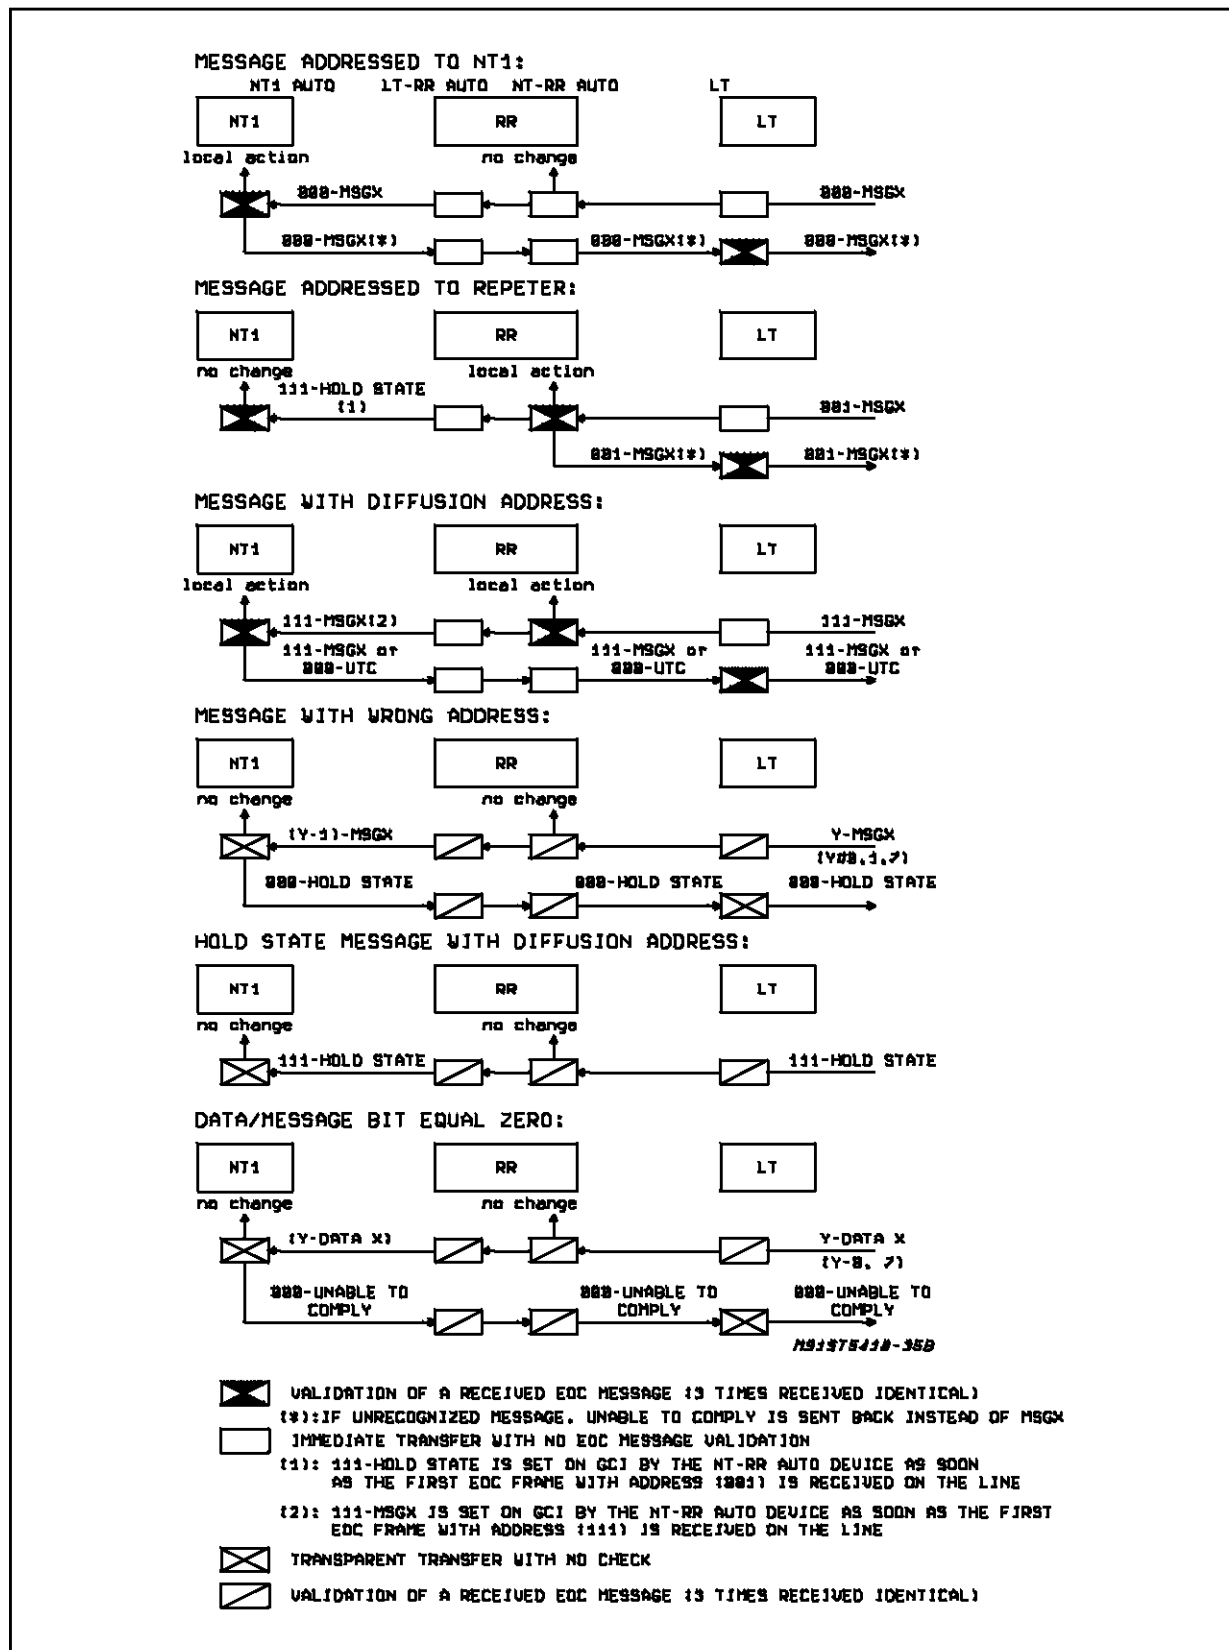 MESSAGE ADDRESSED TO NT1:
NT1 AUTO LT-RR AUTO NT-RR AUTO LT
NT1 RR LT
local action no change
000-MSGX 000-MSGX
000-MSGX(*) 000-MSGX(*) 000-MSGX(*)
MESSAGE ADDRESSED TO REPETER:
NT1 RR LT
no change local action
111-HOLD STATE
(1) 001-MSGX
001-MSGX(*) 001-MSGX(*)
MESSAGE WITH DIFFUSION ADDRESS:
NT1 RR LT
local action local action
111-MSGX(2) 111-MSGX
111-MSGX or 111-MSGX or 111-MSGX or
000-UTC 000-UTC 000-UTC
MESSAGE WITH WRONG ADDRESS:
NT1 RR LT
no change no change
(Y-1)-MSGX Y-MSGX
(Y#0,1,7)
000-HOLD STATE 000-HOLD STATE 000-HOLD STATE
HOLD STATE MESSAGE WITH DIFFUSION ADDRESS:
NT1 RR LT
no change no change
111-HOLD STATE 111-HOLD STATE
DATA/MESSAGE BIT EQUAL ZERO:
NT1 RR LT
no change no change
(Y-DATA X) Y-DATA X
(Y-0, 7)
000-UNABLE TO 000-UNABLE TO 000-UNABLE TO
COMPLY COMPLY COMPLY
M91ST5410-35B
VALIDATION OF A RECEIVED EOC MESSAGE (3 TIMES RECEIVED IDENTICAL)
(*):IF UNRECOGNIZED MESSAGE, UNABLE TO COMPLY IS SENT BACK INSTEAD OF MSGX
IMMEDIATE TRANSFER WITH NO EOC MESSAGE VALIDATION
(1): 111-HOLD STATE IS SET ON GCI BY THE NT-RR AUTO DEVICE AS SOON
AS THE FIRST EOC FRAME WITH ADDRESS (001) IS RECEIVED ON THE LINE
(2): 111-MSGX IS SET ON GCI BY THE NT-RR AUTO DEVICE AS SOON AS THE FIRST
EOC FRAME WITH ADDRESS (111) IS RECEIVED ON THE LINE
TRANSPARENT TRANSFER WITH NO CHECK
VALIDATION OF A RECEIVED EOC MESSAGE (3 TIMES RECEIVED IDENTICAL)